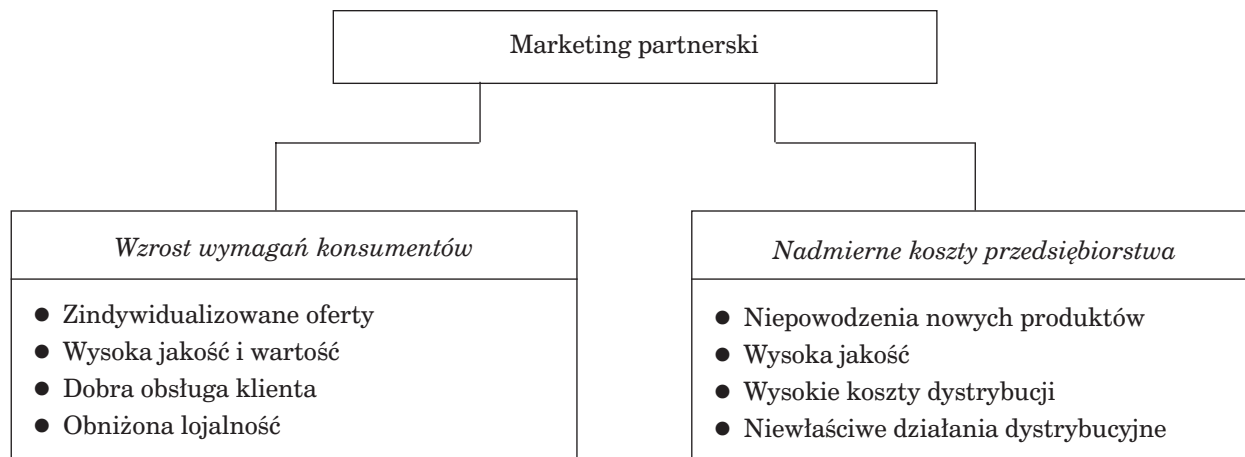 Marketing partnerski
Wzrost wymagań konsumentów
● Zindywidualizowane oferty
● Wysoka jakość i wartość
● Dobra obsługa klienta
● Obniżona lojalność
Nadmierne koszty przedsiębiorstwa
● Niepowodzenia nowych produktów
● Wysoka jakość
● Wysokie koszty dystrybucji
● Niewłaściwe działania dystrybucyjne